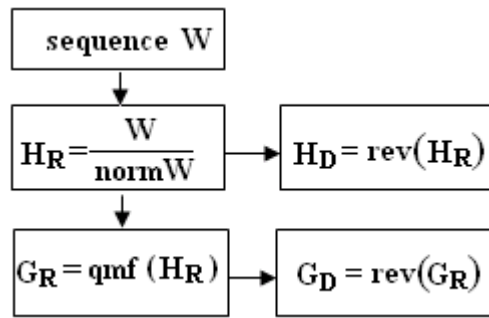 sequence W
H_R = W / normW
H_D = rev(H_R)
G_R = qmf (H_R)
G_D = rev(G_R)